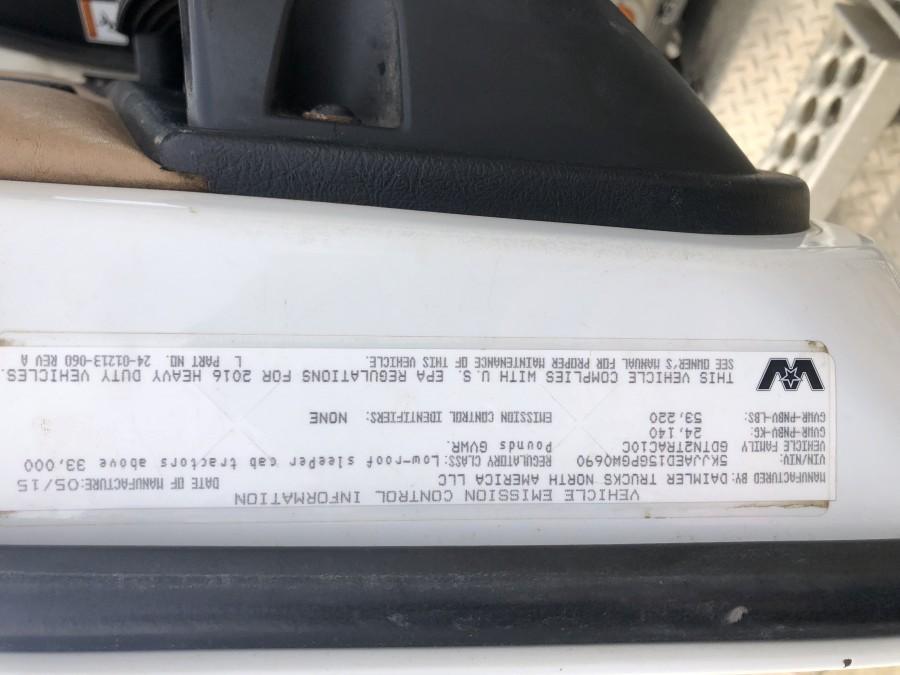 VEHICLE EMISSION CONTROL INFORMATION
MANUFACTURED BY: DAIMLER TRUCKS NORTH AMERICA LLC DATE OF MANUFACTURE: 05/15
VIN/NIV: 5KJJAED156PGWQ690 REGULATORY CLASS: Low-roof sleeper cab tractors above 33,000
VEHICLE FAMILY 6DTN2TRAC10C Pounds GVWR.
GVWR-PNBV-KG: 24,140
GVWR-PNBV-LBS: 53,220 EMISSION CONTROL IDENTIFIERS: NONE
THIS VEHICLE COMPLIES WITH U.S. EPA REGULATIONS FOR 2016 HEAVY DUTY VEHICLES.
SEE OWNER'S MANUAL FOR PROPER MAINTENANCE OF THIS VEHICLE. L PART NO. 24-01213-060 REV A